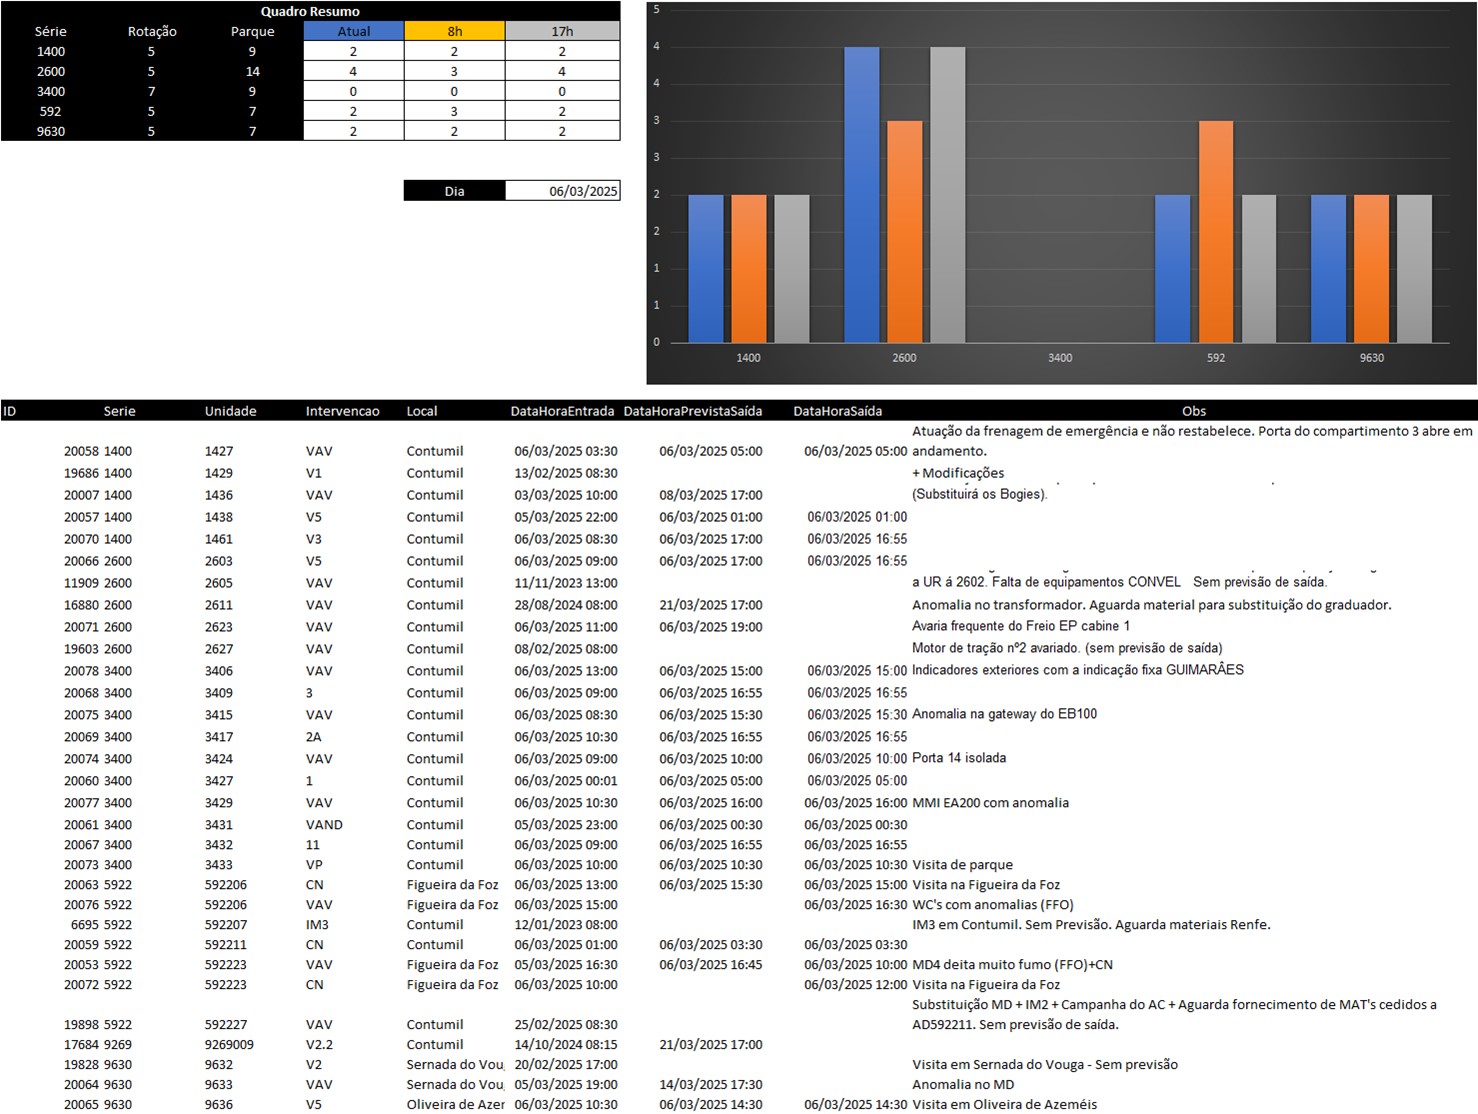 Quadro Resumo
Série Rotação Parque Atual 8h 17h
1400 5 9 2 2 2
2600 5 14 4 3 4
3400 7 9 0 0 0
592 5 7 2 3 2
9630 5 7 2 2 2
Dia 06/03/2025
5
4
4
3
3
2
2
1
1
0
1400 2600 3400 592 9630
ID Serie Unidade Intervencao Local DataHoraEntrada DataHoraPrevistaSaída DataHoraSaída Obs
Atuação da frenagem de emergência e não restabelece. Porta do compartimento 3 abre em
20058 1400 1427 VAV Contumil 06/03/2025 03:30 06/03/2025 05:00 06/03/2025 05:00 andamento.
19686 1400 1429 V1 Contumil 13/02/2025 08:30 + Modificações
20007 1400 1436 VAV Contumil 03/03/2025 10:00 08/03/2025 17:00 (Substituirá os Bogies).
20057 1400 1438 V5 Contumil 05/03/2025 22:00 06/03/2025 01:00 06/03/2025 01:00
20070 1400 1461 V3 Contumil 06/03/2025 08:30 06/03/2025 17:00 06/03/2025 16:55
20066 2600 2603 V5 Contumil 06/03/2025 09:00 06/03/2025 17:00 06/03/2025 16:55
11909 2600 2605 VAV Contumil 11/11/2023 13:00 a UR á 2602. Falta de equipamentos CONVEL Sem previsão de saída.
16880 2600 2611 VAV Contumil 28/08/2024 08:00 21/03/2025 17:00 Anomalia no transformador. Aguarda material para substituição do graduador.
20071 2600 2623 VAV Contumil 06/03/2025 11:00 06/03/2025 19:00 Avaria frequente do Freio EP cabine 1
19603 2600 2627 VAV Contumil 08/02/2025 08:00 Motor de tração nº2 avariado. (sem previsão de saída)
20078 3400 3406 VAV Contumil 06/03/2025 13:00 06/03/2025 15:00 06/03/2025 15:00 Indicadores exteriores com a indicação fixa GUIMARÃES
20068 3400 3409 3 Contumil 06/03/2025 09:00 06/03/2025 16:55 06/03/2025 16:55
20075 3400 3415 VAV Contumil 06/03/2025 08:30 06/03/2025 15:30 06/03/2025 15:30 Anomalia na gateway do EB100
20069 3400 3417 2A Contumil 06/03/2025 10:30 06/03/2025 16:55 06/03/2025 16:55
20074 3400 3424 VAV Contumil 06/03/2025 09:00 06/03/2025 10:00 06/03/2025 10:00 Porta 14 isolada
20060 3400 3427 1 Contumil 06/03/2025 00:01 06/03/2025 05:00 06/03/2025 05:00
20077 3400 3429 VAV Contumil 06/03/2025 10:30 06/03/2025 16:00 06/03/2025 16:00 MMI EA200 com anomalia
20061 3400 3431 VAND Contumil 05/03/2025 23:00 06/03/2025 00:30 06/03/2025 00:30
20067 3400 3432 11 Contumil 06/03/2025 09:00 06/03/2025 16:55 06/03/2025 16:55
20073 3400 3433 VP Contumil 06/03/2025 10:00 06/03/2025 10:30 06/03/2025 10:30 Visita de parque
20063 5922 592206 CN Figueira da Foz 06/03/2025 13:00 06/03/2025 15:30 06/03/2025 15:00 Visita na Figueira da Foz
20076 5922 592206 VAV Figueira da Foz 06/03/2025 15:00 06/03/2025 16:30 WC's com anomalias (FFO)
6695 5922 592207 IM3 Contumil 12/01/2023 08:00 IM3 em Contumil. Sem Previsão. Aguarda materiais Renfe.
20059 5922 592211 CN Contumil 06/03/2025 01:00 06/03/2025 03:30 06/03/2025 03:30
20053 5922 592223 VAV Figueira da Foz 05/03/2025 16:30 06/03/2025 16:45 06/03/2025 10:00 MD4 deita muito fumo (FFO)+CN
20072 5922 592223 CN Figueira da Foz 06/03/2025 10:00 06/03/2025 12:00 Visita na Figueira da Foz
Substituição MD + IM2 + Campanha do AC + Aguarda fornecimento de MAT's cedidos a
19898 5922 592227 VAV Contumil 25/02/2025 08:30 AD592211. Sem previsão de saída.
17684 9269 9269009 V2.2 Contumil 14/10/2024 08:15 21/03/2025 17:00
19828 9630 9632 V2 Sernada do Vou 20/02/2025 17:00 Visita em Sernada do Vouga - Sem previsão
20064 9630 9633 VAV Sernada do Vou 05/03/2025 19:00 14/03/2025 17:30 Anomalia no MD
20065 9630 9636 V5 Oliveira de Azer 06/03/2025 10:30 06/03/2025 14:30 06/03/2025 14:30 Visita em Oliveira de Azeméis